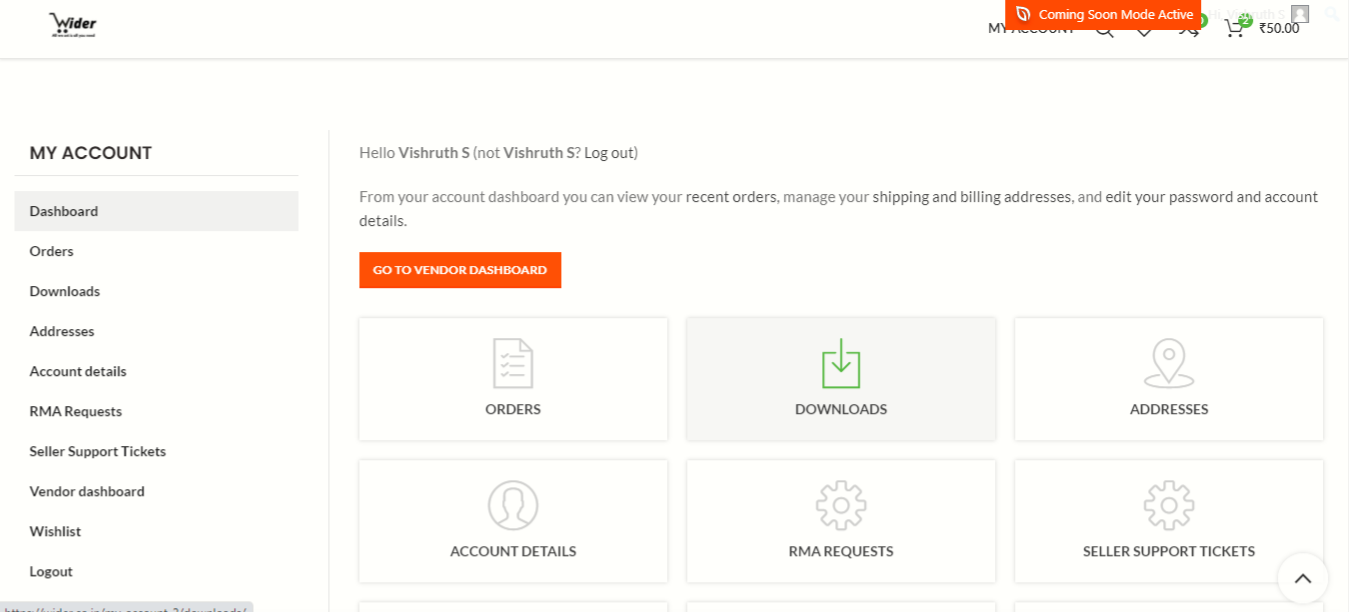 Wider
Coming Soon Mode Active
Hi, Vishruth S
MY ACCOUNT
2
₹50.00
MY ACCOUNT
Dashboard
Orders
Downloads
Addresses
Account details
RMA Requests
Seller Support Tickets
Vendor dashboard
Wishlist
Logout
Hello Vishruth S (not Vishruth S? Log out)
From your account dashboard you can view your recent orders, manage your shipping and billing addresses, and edit your password and account
details.
GO TO VENDOR DASHBOARD
ORDERS
DOWNLOADS
ADDRESSES
ACCOUNT DETAILS
RMA REQUESTS
SELLER SUPPORT TICKETS